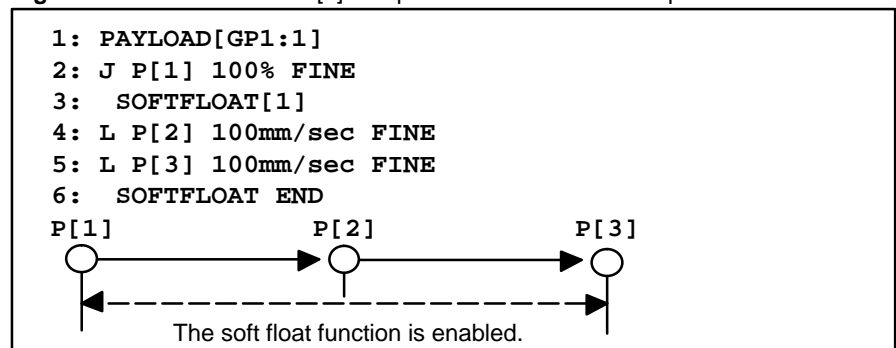 1: PAYLOAD[GP1:1]
2: J P[1] 100% FINE
3: SOFTFLOAT[1]
4: L P[2] 100mm/sec FINE
5: L P[3] 100mm/sec FINE
6: SOFTFLOAT END
P[1] P[2] P[3]
The soft float function is enabled.